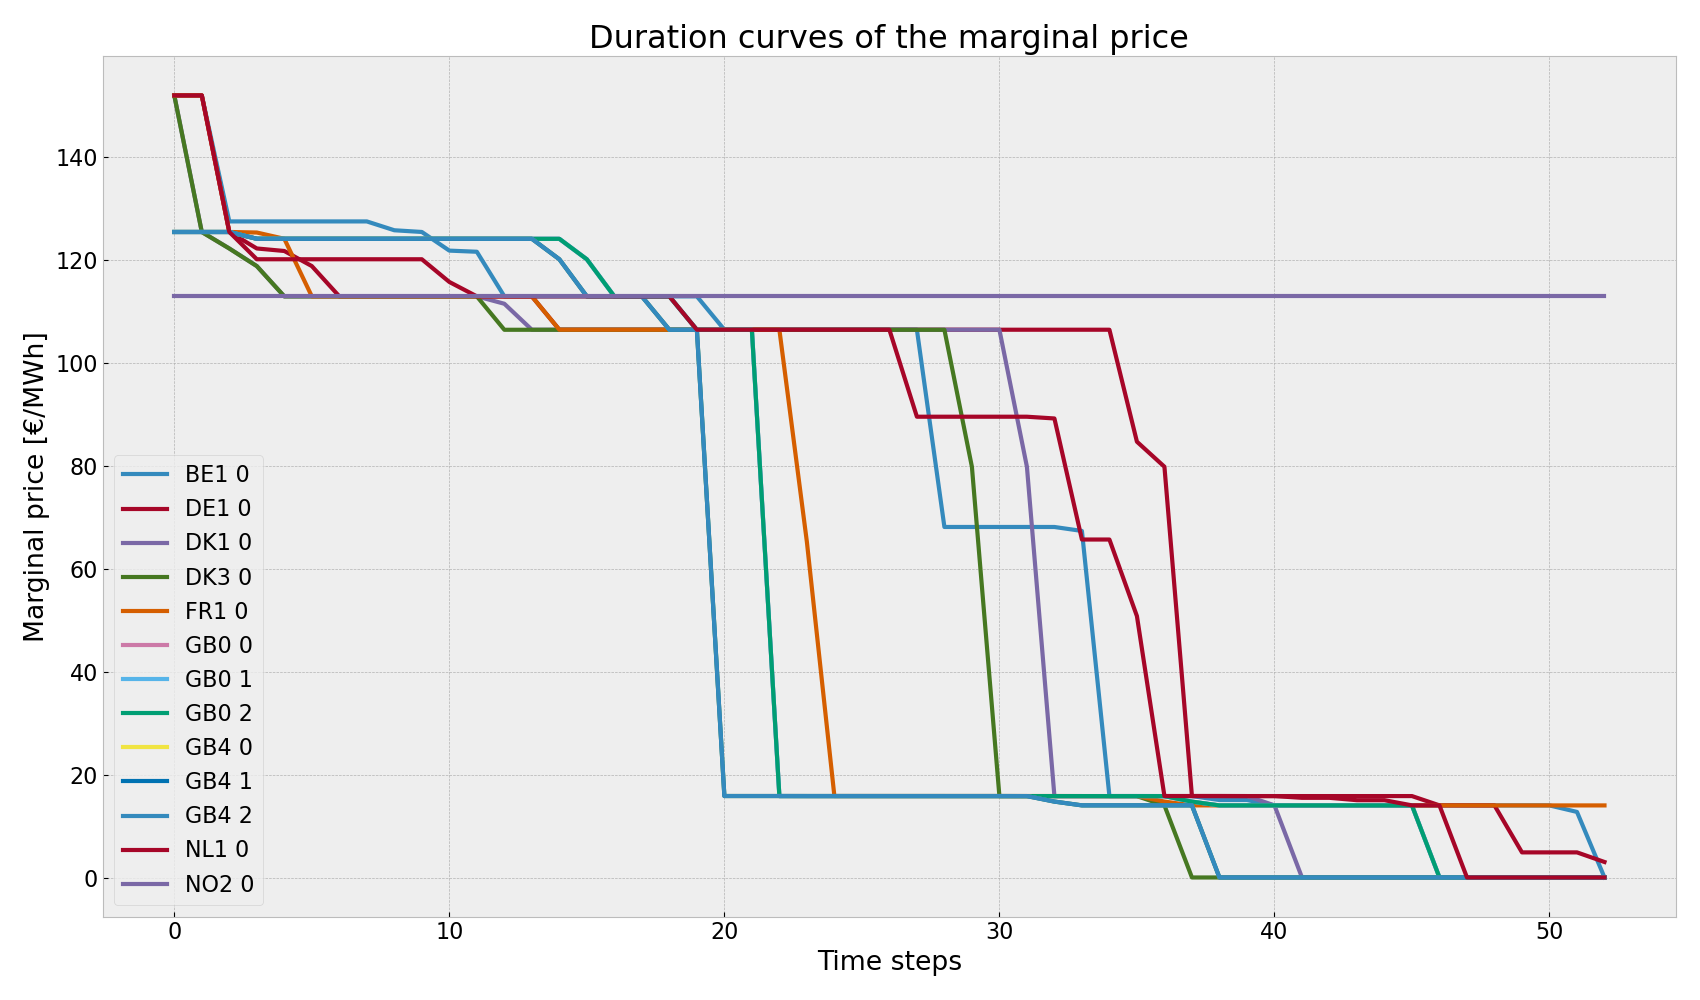 Duration curves of the marginal price
Marginal price [€/MWh]
140
120
100
80
60
40
20
0
BE1 0
DE1 0
DK1 0
DK3 0
FR1 0
GB0 0
GB0 1
GB0 2
GB4 0
GB4 1
GB4 2
NL1 0
NO2 0
0 10 20 30 40 50
Time steps